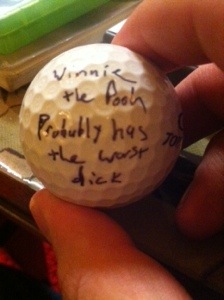 Winnie
the Pooh
Probably has
the worst
dick